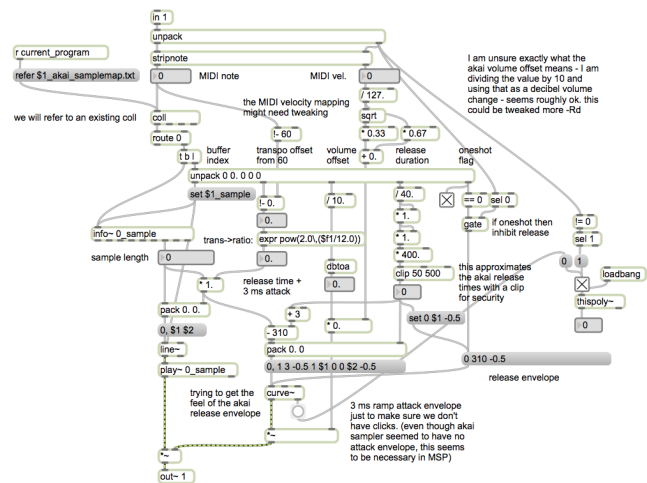 in 1
unpack
r current_program
stripnote
I am unsure exactly what the
akai volume offset means - I am
dividing the value by 10 and
using that as a decibel volume
change - seems roughly ok. this
could be tweaked more -Rd
refer $1_akai_samplemap.txt
0
MIDI note
MIDI vel.
0
/ 127.
we will refer to an existing coll
coll
the MIDI velocity mapping
might need tweaking
sqrt
route 0
!- 60
* 0.33
* 0.67
t b l
buffer
index
transpo offset
from 60
volume
offset
+ 0.
release
duration
oneshot
flag
unpack 0 0. 0 0 0
set $1_sample
!- 0.
/ 10.
/ 40.
== 0
sel 0
0.
* 1.
gate
if oneshot then
inhibit release
!= 0
info~ 0_sample
trans->ratio:
expr pow(2.0\,($f1/12.0))
* 1.
sel 1
sample length
0
0.
* 400.
dbtoa
clip 50 500
this approximates
the akai release
times with a clip
for security
0
1
loadbang
* 1.
release time +
3 ms attack
0.
0
thispoly~
pack 0. 0.
+ 3
set 0 $1 -0.5
0
0, $1 $2
- 310
* 0.
line~
pack 0. 0
0 310 -0.5
play~ 0_sample
0, 1 3 -0.5 1 $1 0 0 $2 -0.5
release envelope
trying to get the
feel of the akai
release envelope
curve~
3 ms ramp attack envelope
just to make sure we don't
have clicks. (even though akai
sampler seemed to have no
attack envelope, this seems
to be necessary in MSP)
*~
*~
out~ 1